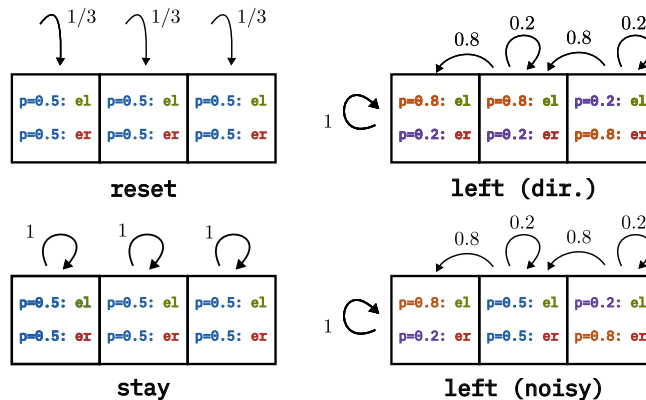 1/3 1/3 1/3
p=0.5: el p=0.5: el p=0.5: el
p=0.5: er p=0.5: er p=0.5: er
reset
0.8 0.2 0.8 0.2
1
p=0.8: el p=0.8: el p=0.2: el
p=0.2: er p=0.2: er p=0.8: er
left (dir.)
1 1 1
p=0.5: el p=0.5: el p=0.5: el
p=0.5: er p=0.5: er p=0.5: er
stay
0.8 0.2 0.8 0.2
1
p=0.8: el p=0.5: el p=0.2: el
p=0.2: er p=0.5: er p=0.8: er
left (noisy)